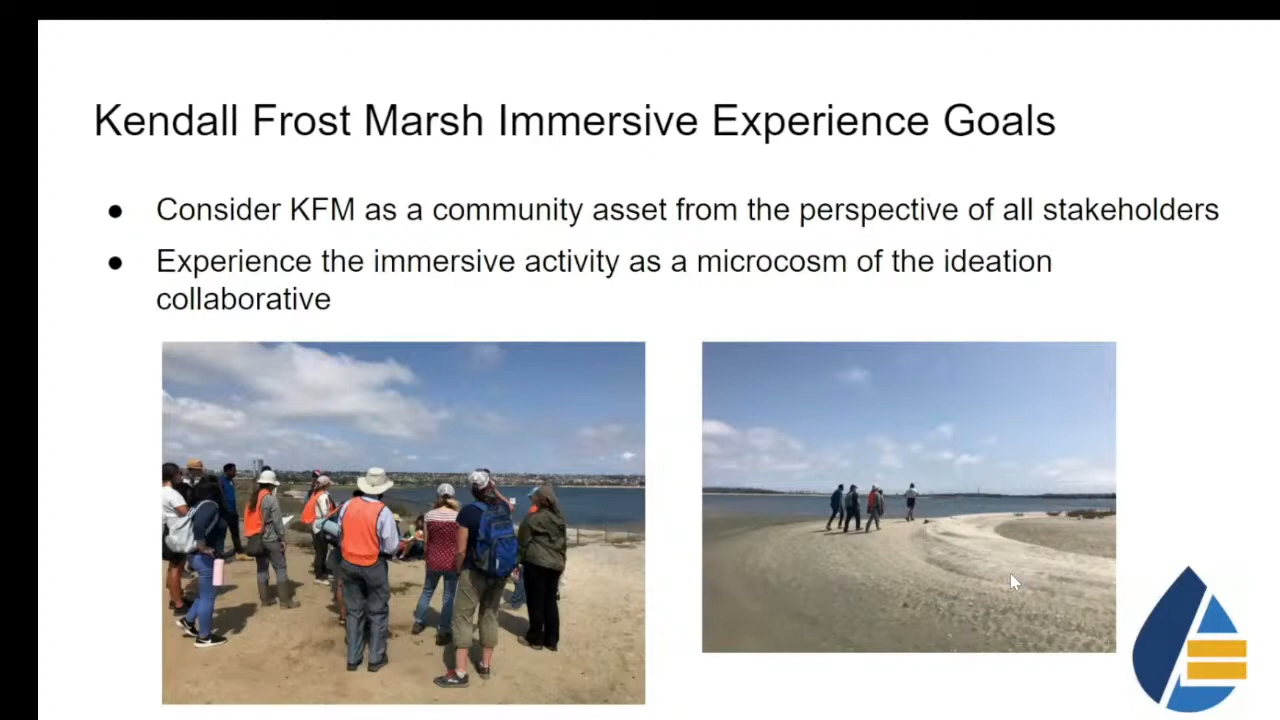 Kendall Frost Marsh Immersive Experience Goals
● Consider KFM as a community asset from the perspective of all stakeholders
● Experience the immersive activity as a microcosm of the ideation
collaborative